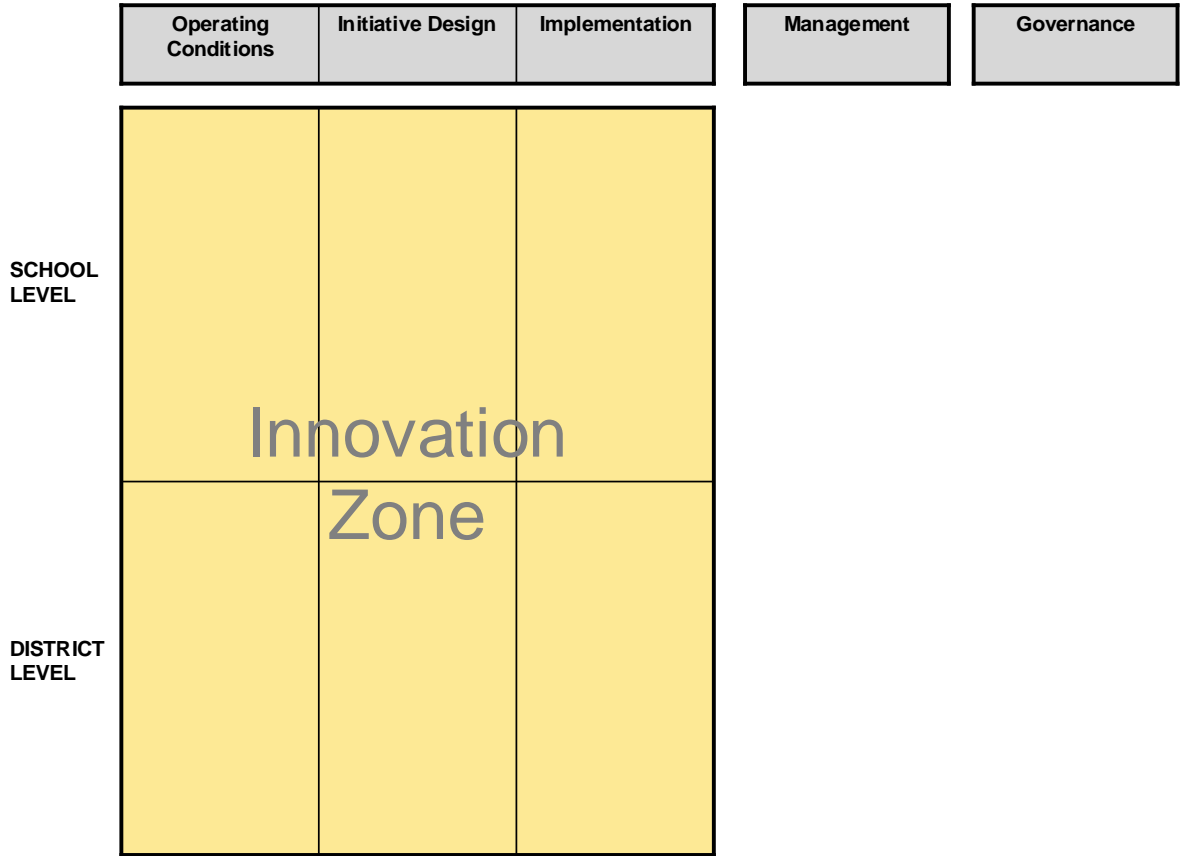 Operating
Conditions
Initiative Design
Implementation
Management
Governance
SCHOOL
LEVEL
Innovation
Zone
DISTRICT
LEVEL